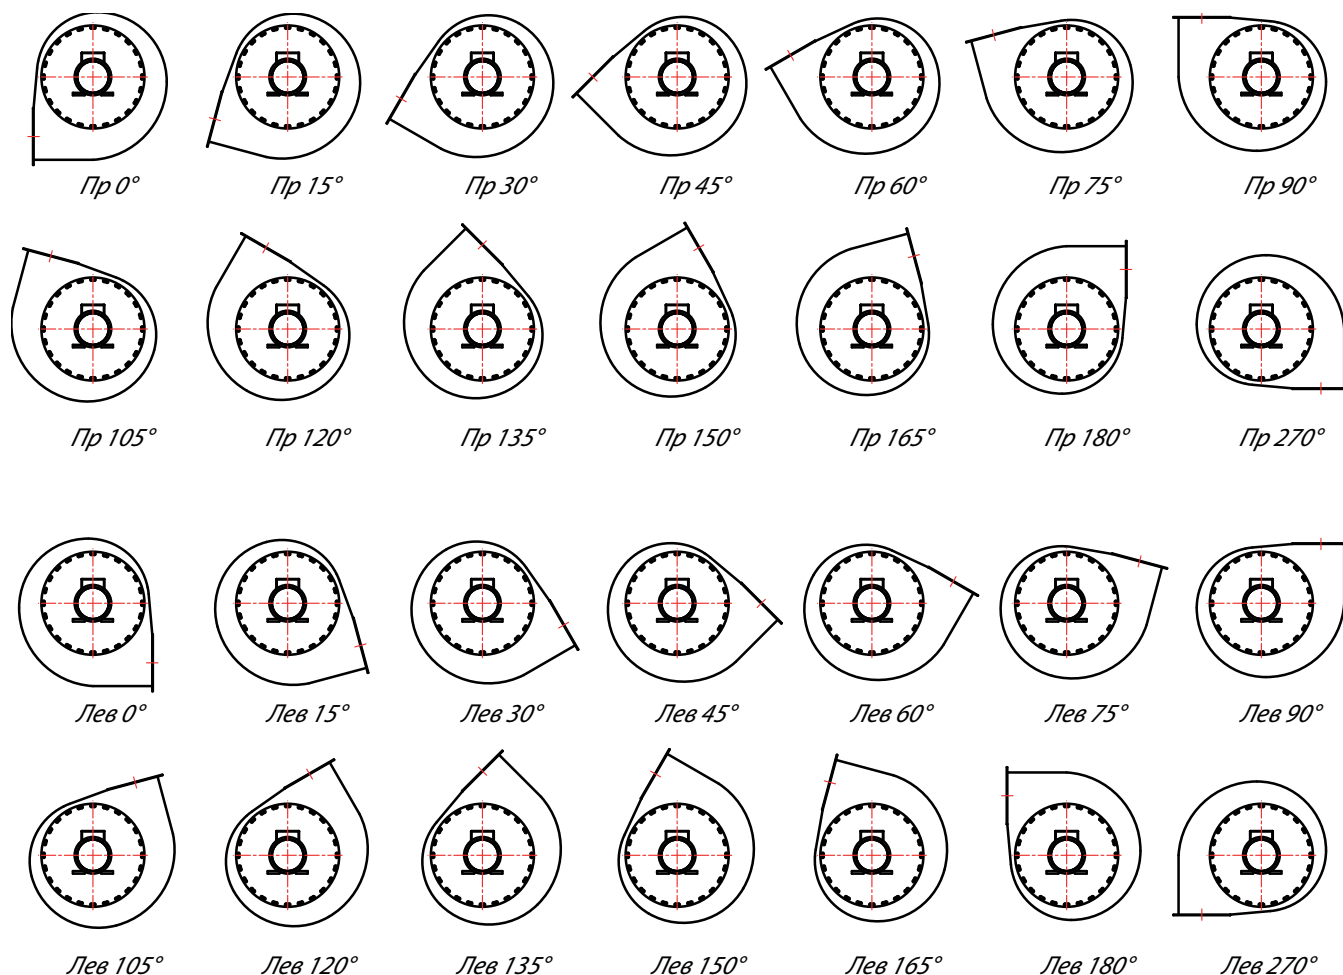 Пр 0° Пр 15° Пр 30° Пр 45° Пр 60° Пр 75° Пр 90°
Пр 105° Пр 120° Пр 135° Пр 150° Пр 165° Пр 180° Пр 270°
Лев 0° Лев 15° Лев 30° Лев 45° Лев 60° Лев 75° Лев 90°
Лев 105° Лев 120° Лев 135° Лев 150° Лев 165° Лев 180° Лев 270°